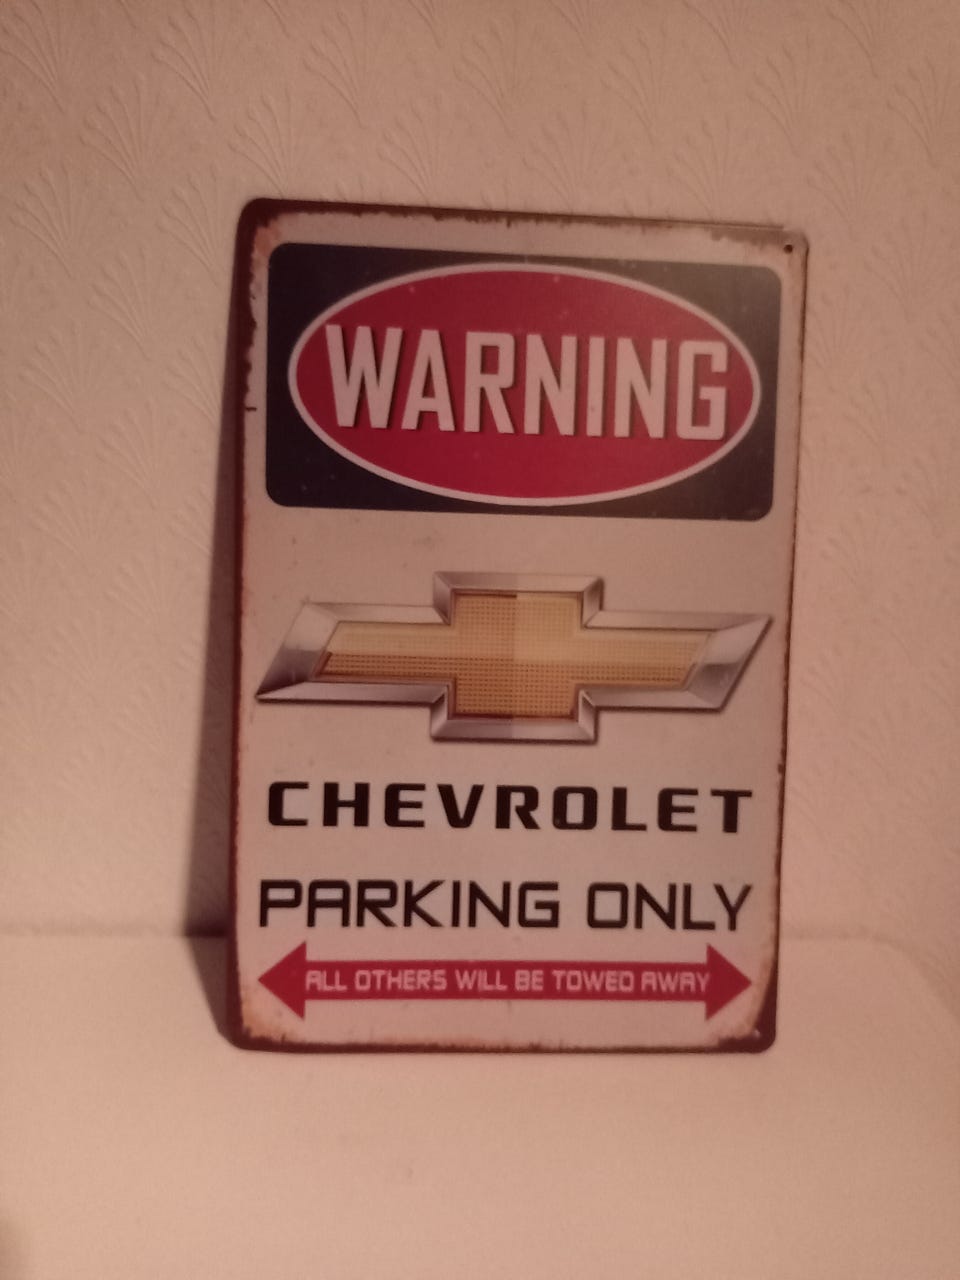 WARNING
CHEVROLET
PARKING ONLY
ALL OTHERS WILL BE TOWED AWAY